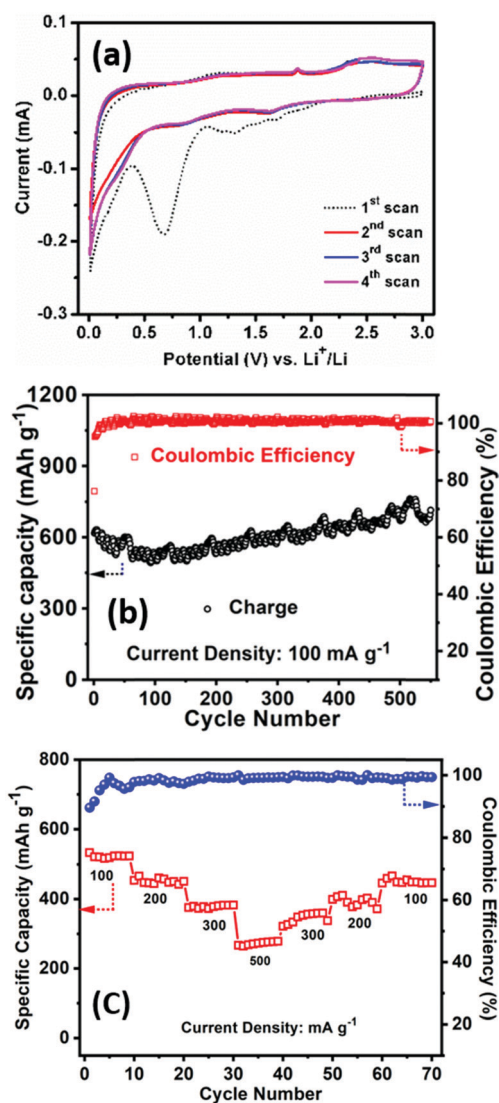 (a)
0.1
0.0
-0.1
-0.2
-0.3
Current (mA)
1st scan
2nd scan
3rd scan
4th scan
0.0 0.5 1.0 1.5 2.0 2.5 3.0
Potential (V) vs. Li+/Li
1200
900
600
300
0
Specific capacity (mAh g-1)
100
80
60
40
20
Coulombic Efficiency (%)
Coulombic Efficiency
(b)
Charge
Current Density: 100 mA g-1
0 100 200 300 400 500
Cycle Number
800
600
400
200
0
Specific Capacity (mAh g-1)
100
80
60
40
20
Coulombic Efficiency (%)
100
200
300
500
300
200
100
(C)
Current Density: mA g-1
0 10 20 30 40 50 60 70
Cycle Number